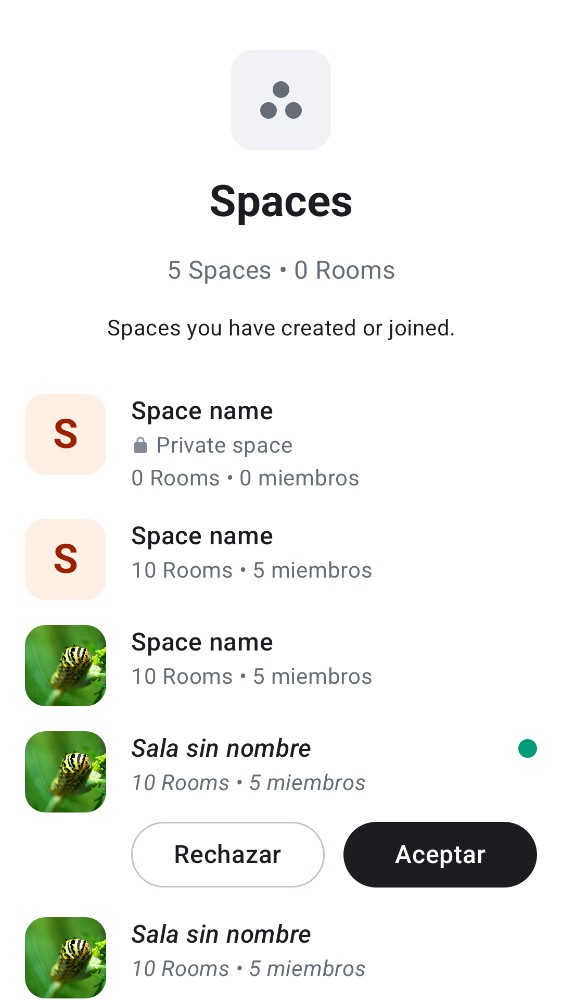 Spaces
5 Spaces • 0 Rooms
Spaces you have created or joined.
S
Space name
Private space
0 Rooms • 0 miembros
S
Space name
10 Rooms • 5 miembros
Space name
10 Rooms • 5 miembros
Sala sin nombre
10 Rooms • 5 miembros
Rechazar
Aceptar
Sala sin nombre
10 Rooms • 5 miembros